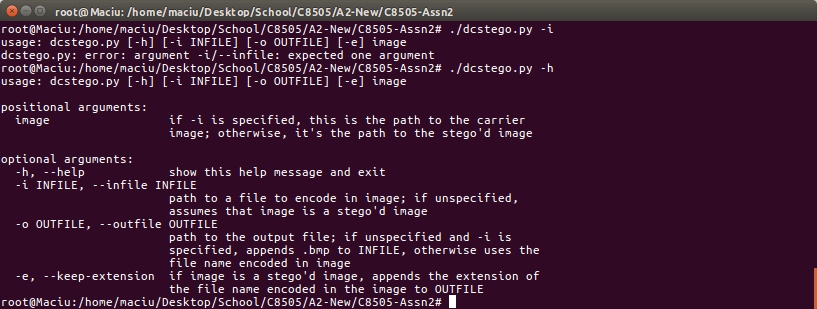 root@Maciu: /home/maciu/Desktop/School/C8505/A2-New/C8505-Assn2
root@Maciu:/home/maciu/Desktop/School/C8505/A2-New/C8505-Assn2# ./dcstego.py -i
usage: dcstego.py [-h] [-i INFILE] [-o OUTFILE] [-e] image
dcstego.py: error: argument -i/--infile: expected one argument
root@Maciu:/home/maciu/Desktop/School/C8505/A2-New/C8505-Assn2# ./dcstego.py -h
usage: dcstego.py [-h] [-i INFILE] [-o OUTFILE] [-e] image
positional arguments:
image if -i is specified, this is the path to the carrier
image; otherwise, it's the path to the stego'd image
optional arguments:
-h, --help show this help message and exit
-i INFILE, --infile INFILE
path to a file to encode in image; if unspecified,
assumes that image is a stego'd image
-o OUTFILE, --outfile OUTFILE
path to the output file; if unspecified and -i is
specified, appends .bmp to INFILE, otherwise uses the
file name encoded in image
-e, --keep-extension if image is a stego'd image, appends the extension of
the file name encoded in the image to OUTFILE
root@Maciu:/home/maciu/Desktop/School/C8505/A2-New/C8505-Assn2#